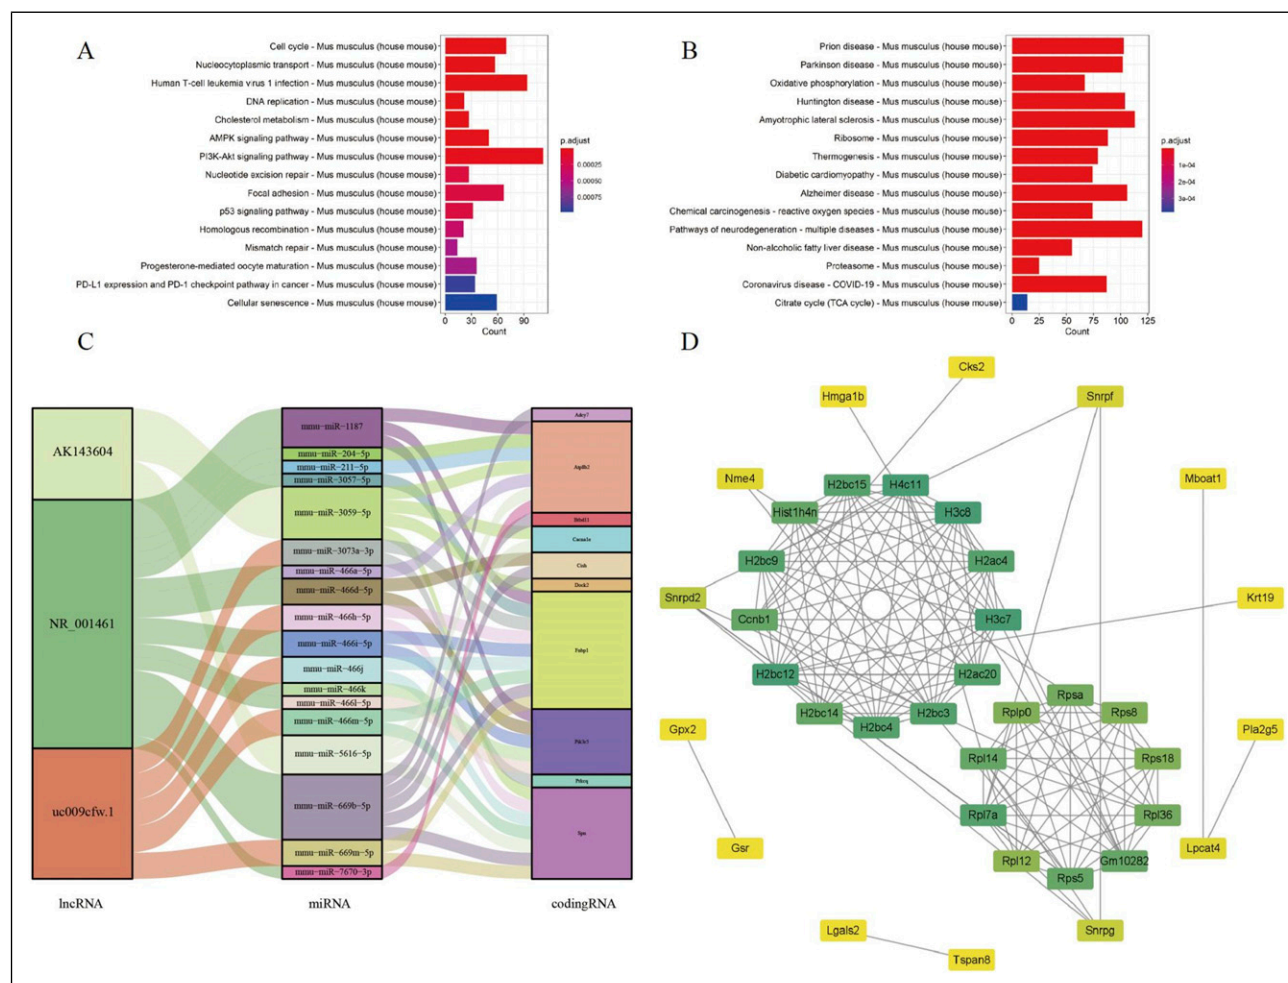 A
Cell cycle - Mus musculus (house mouse)
Nucleocytoplasmic transport - Mus musculus (house mouse)
Human T-cell leukemia virus 1 infection - Mus musculus (house mouse)
DNA replication - Mus musculus (house mouse)
Cholesterol metabolism - Mus musculus (house mouse)
AMPK signaling pathway - Mus musculus (house mouse)
PI3K-Akt signaling pathway - Mus musculus (house mouse)
Nucleotide excision repair - Mus musculus (house mouse)
Focal adhesion - Mus musculus (house mouse)
p53 signaling pathway - Mus musculus (house mouse)
Homologous recombination - Mus musculus (house mouse)
Mismatch repair - Mus musculus (house mouse)
Progesterone-mediated oocyte maturation - Mus musculus (house mouse)
PD-L1 expression and PD-1 checkpoint pathway in cancer - Mus musculus (house mouse)
Cellular senescence - Mus musculus (house mouse)
0 30 60 90
Count
p.adjust
0.00025
0.00050
0.00075
B
Prion disease - Mus musculus (house mouse)
Parkinson disease - Mus musculus (house mouse)
Oxidative phosphorylation - Mus musculus (house mouse)
Huntington disease - Mus musculus (house mouse)
Amyotrophic lateral sclerosis - Mus musculus (house mouse)
Ribosome - Mus musculus (house mouse)
Thermogenesis - Mus musculus (house mouse)
Diabetic cardiomyopathy - Mus musculus (house mouse)
Alzheimer disease - Mus musculus (house mouse)
Chemical carcinogenesis - reactive oxygen species - Mus musculus (house mouse)
Pathways of neurodegeneration - multiple diseases - Mus musculus (house mouse)
Non-alcoholic fatty liver disease - Mus musculus (house mouse)
Proteasome - Mus musculus (house mouse)
Coronavirus disease - COVID-19 - Mus musculus (house mouse)
Citrate cycle (TCA cycle) - Mus musculus (house mouse)
0 25 50 75 100 125
Count
p.adjust
1e-04
2e-04
3e-04
C
AK143604
NR_001461
uc009cfw.1
lncRNA
mmu-miR-1187
mmu-miR-204-5p
mmu-miR-211-5p
mmu-miR-3057-5p
mmu-miR-3059-5p
mmu-miR-3073a-3p
mmu-miR-466a-5p
mmu-miR-466d-5p
mmu-miR-466h-5p
mmu-miR-466i-5p
mmu-miR-466j
mmu-miR-466k
mmu-miR-466l-5p
mmu-miR-466m-5p
mmu-miR-5616-5p
mmu-miR-669b-5p
mmu-miR-669m-5p
mmu-miR-7670-3p
miRNA
Adcy7
Cish
Dock2
codingRNA
D
Cks2
Hmga1b
Snrpf
Nme4
H2bc15
H4c11
Mboat1
Hist1h4n
H3c8
H2bc9
H2ac4
Snrpd2
Ccnb1
H3c7
Krt19
H2bc12
H2ac20
H2bc14
H2bc4
H2bc3
Rpsa
Rplp0
Rps8
Gpx2
Pla2g5
Rpl14
Rps18
Rpl7a
Rpl36
Gsr
Rpl12
Rps5
Gm10282
Lpcat4
Lgals2
Snrpg
Tspan8